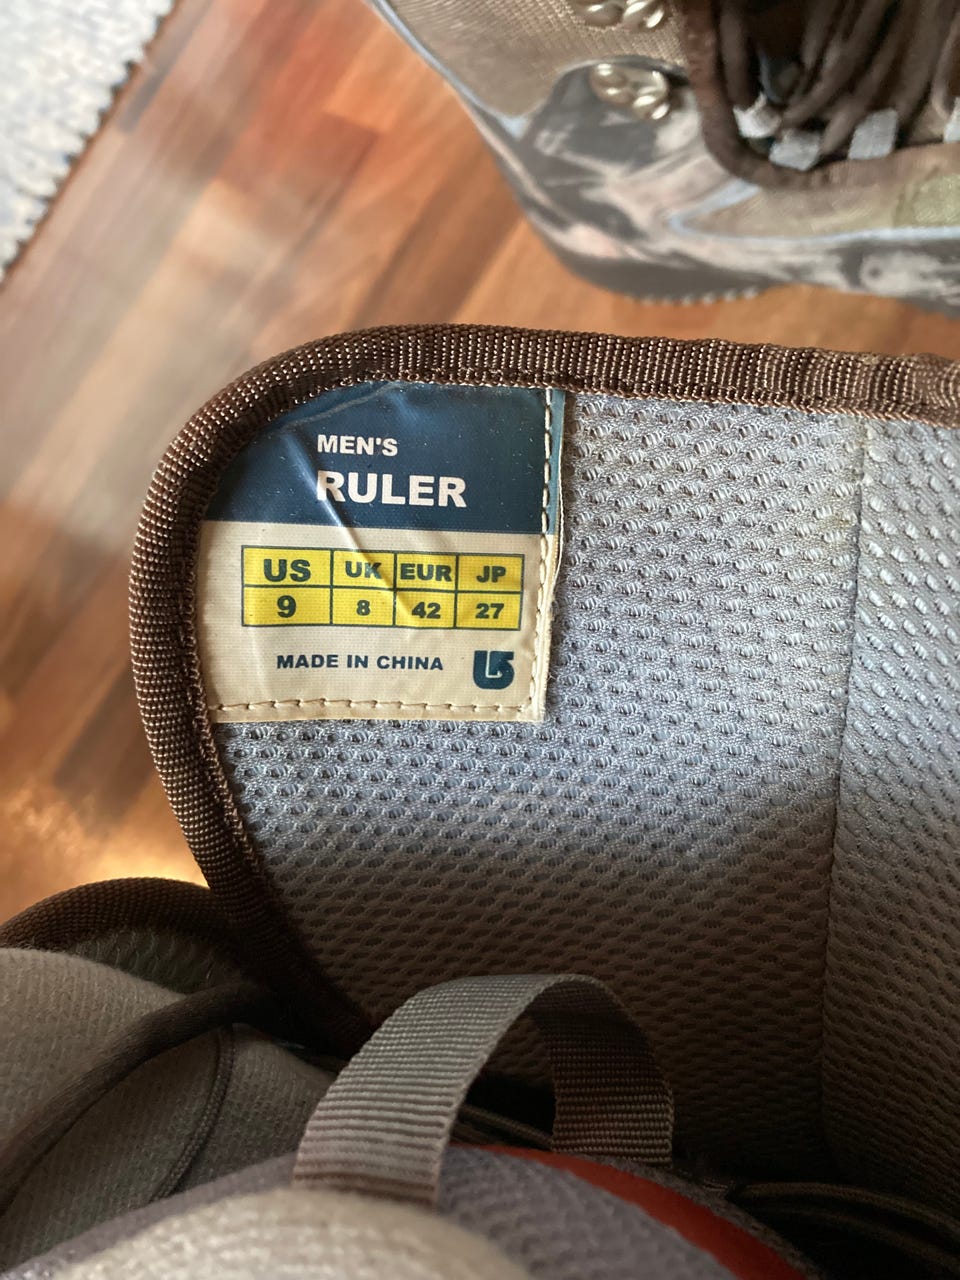 MEN'S
RULER
US UK EUR JP
9 8 42 27
MADE IN CHINA